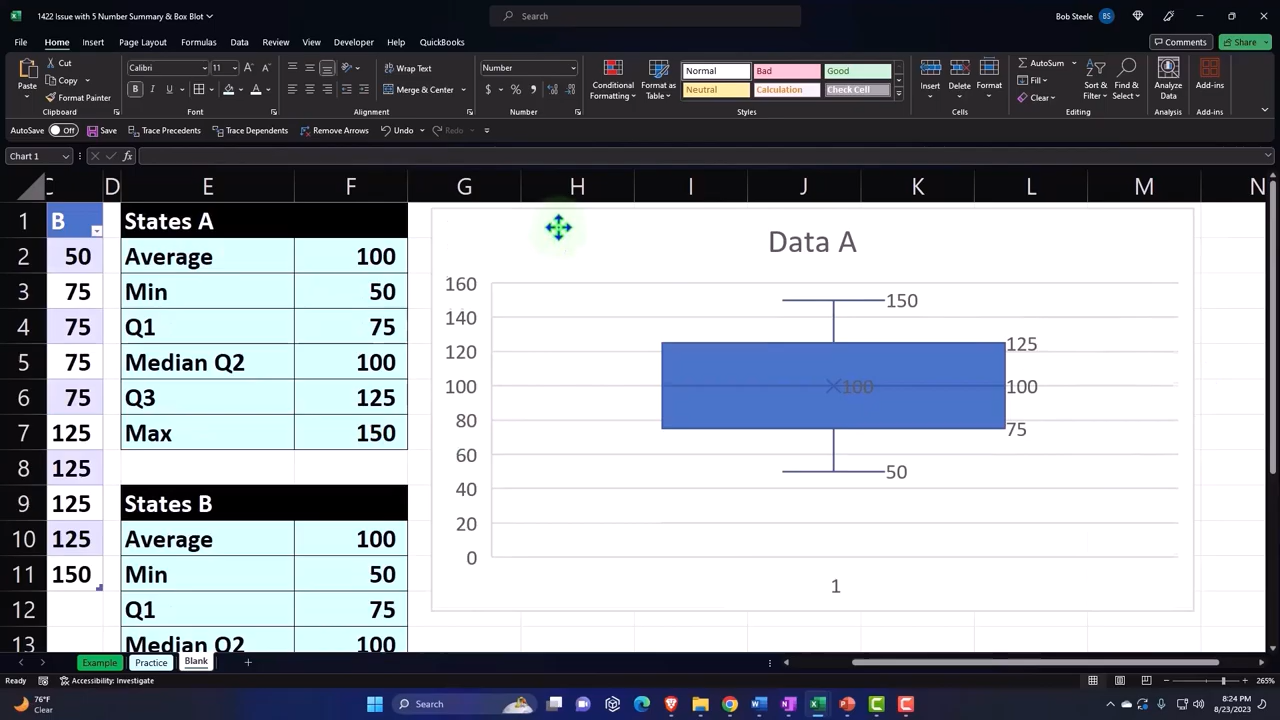 1422 Issue with 5 Number Summary & Box Blot
Search
Bob Steele BS
File Home Insert Page Layout Formulas Data Review View Developer Help QuickBooks
Comments Share
Paste Cut Copy Format Painter
Calibri 11
Wrap Text
Merge & Center
Number
Conditional Formatting Format as Table
Normal Bad Good
Neutral Calculation Check Cell
Insert Delete Format
AutoSum Fill Clear
Sort & Filter Find & Select
Analyze Data
Add-ins
Clipboard Font Alignment Number Styles Cells Editing Analysis Add-ins
AutoSave Off Save Trace Precedents Trace Dependents Remove Arrows Undo Redo
Chart 1 fx
C D E F G H I J K L M N
1 B States A
2 50 Average 100
3 75 Min 50
4 75 Q1 75
5 75 Median Q2 100
6 75 Q3 125
7 125 Max 150
8 125
9 125 States B
10 125 Average 100
11 150 Min 50
12 Q1 75
13 Median Q2 100
Data A
160
140
120
100
80
60
40
20
0
150
125
100
100
75
50
1
Example Practice Blank
Ready Accessibility: Investigate
265%
76°F
Clear
Search
8:24 PM
8/23/2023